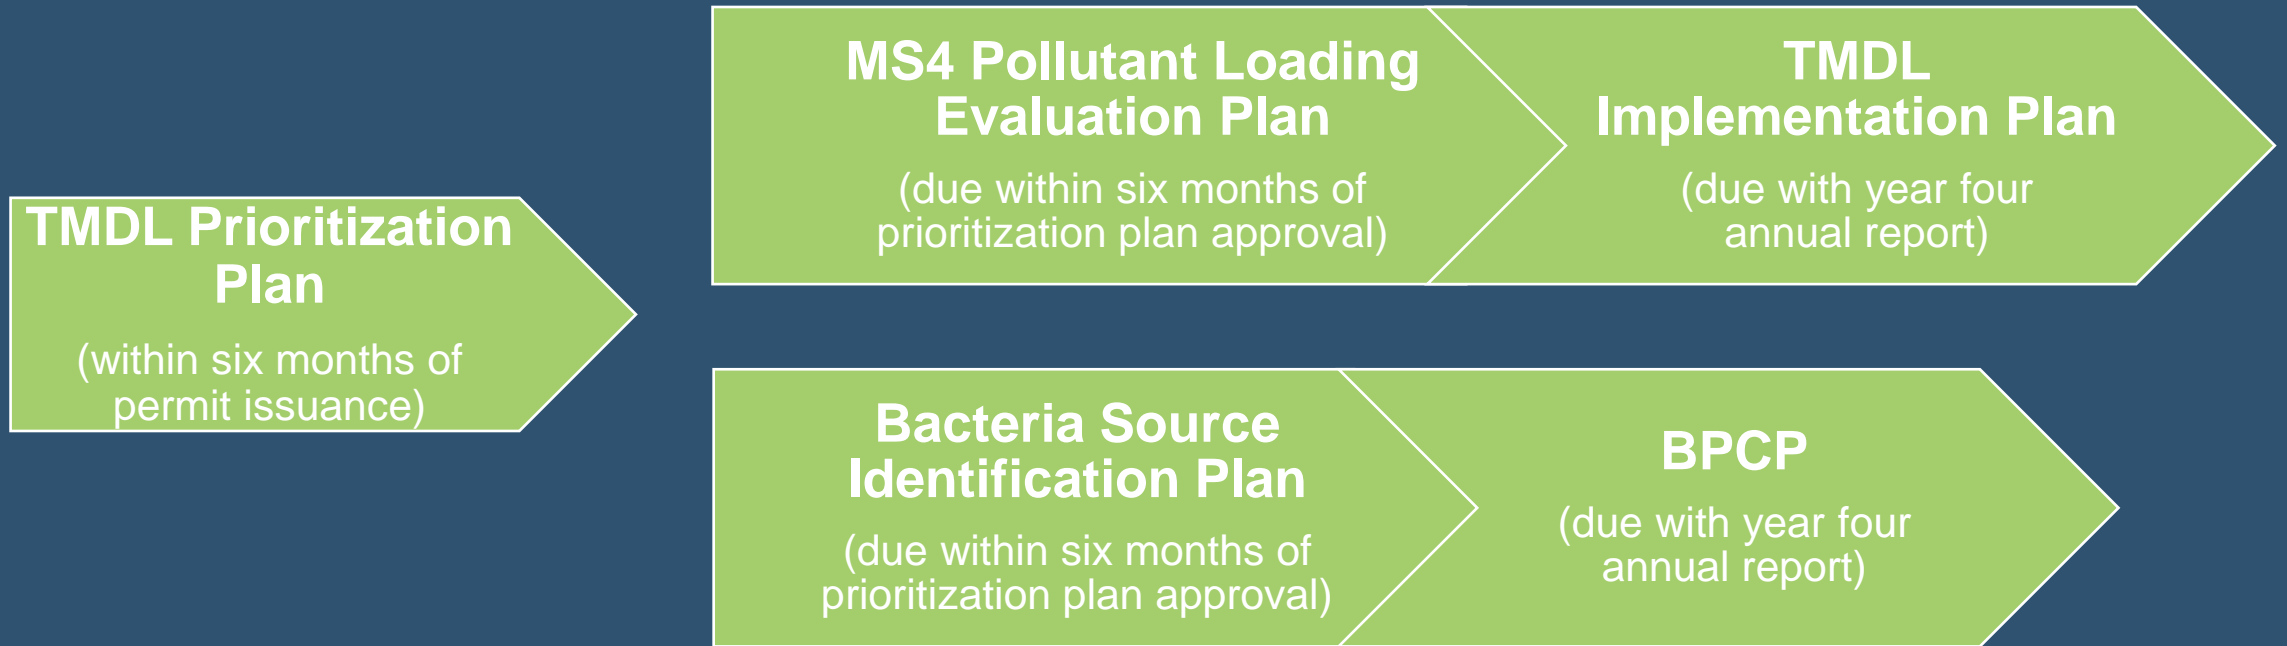 TMDL Prioritization
Plan
(within six months of
permit issuance)
MS4 Pollutant Loading
Evaluation Plan
(due within six months of
prioritization plan approval)
TMDL
Implementation Plan
(due with year four
annual report)
Bacteria Source
Identification Plan
(due within six months of
prioritization plan approval)
BPCP
(due with year four
annual report)